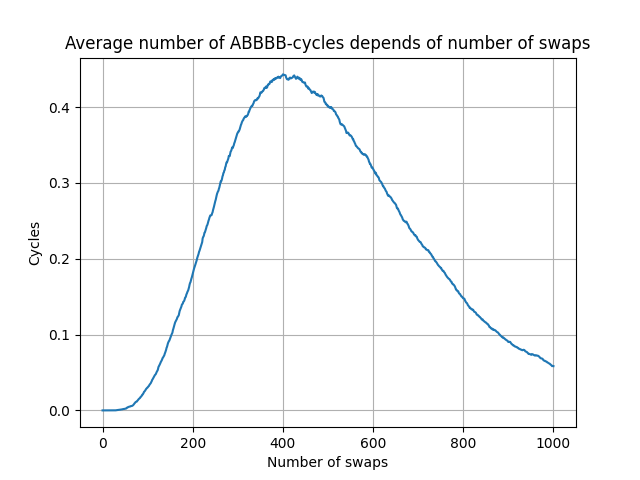 Average number of ABBBB-cycles depends of number of swaps
Cycles
0.4
0.3
0.2
0.1
0.0
0 200 400 600 800 1000
Number of swaps